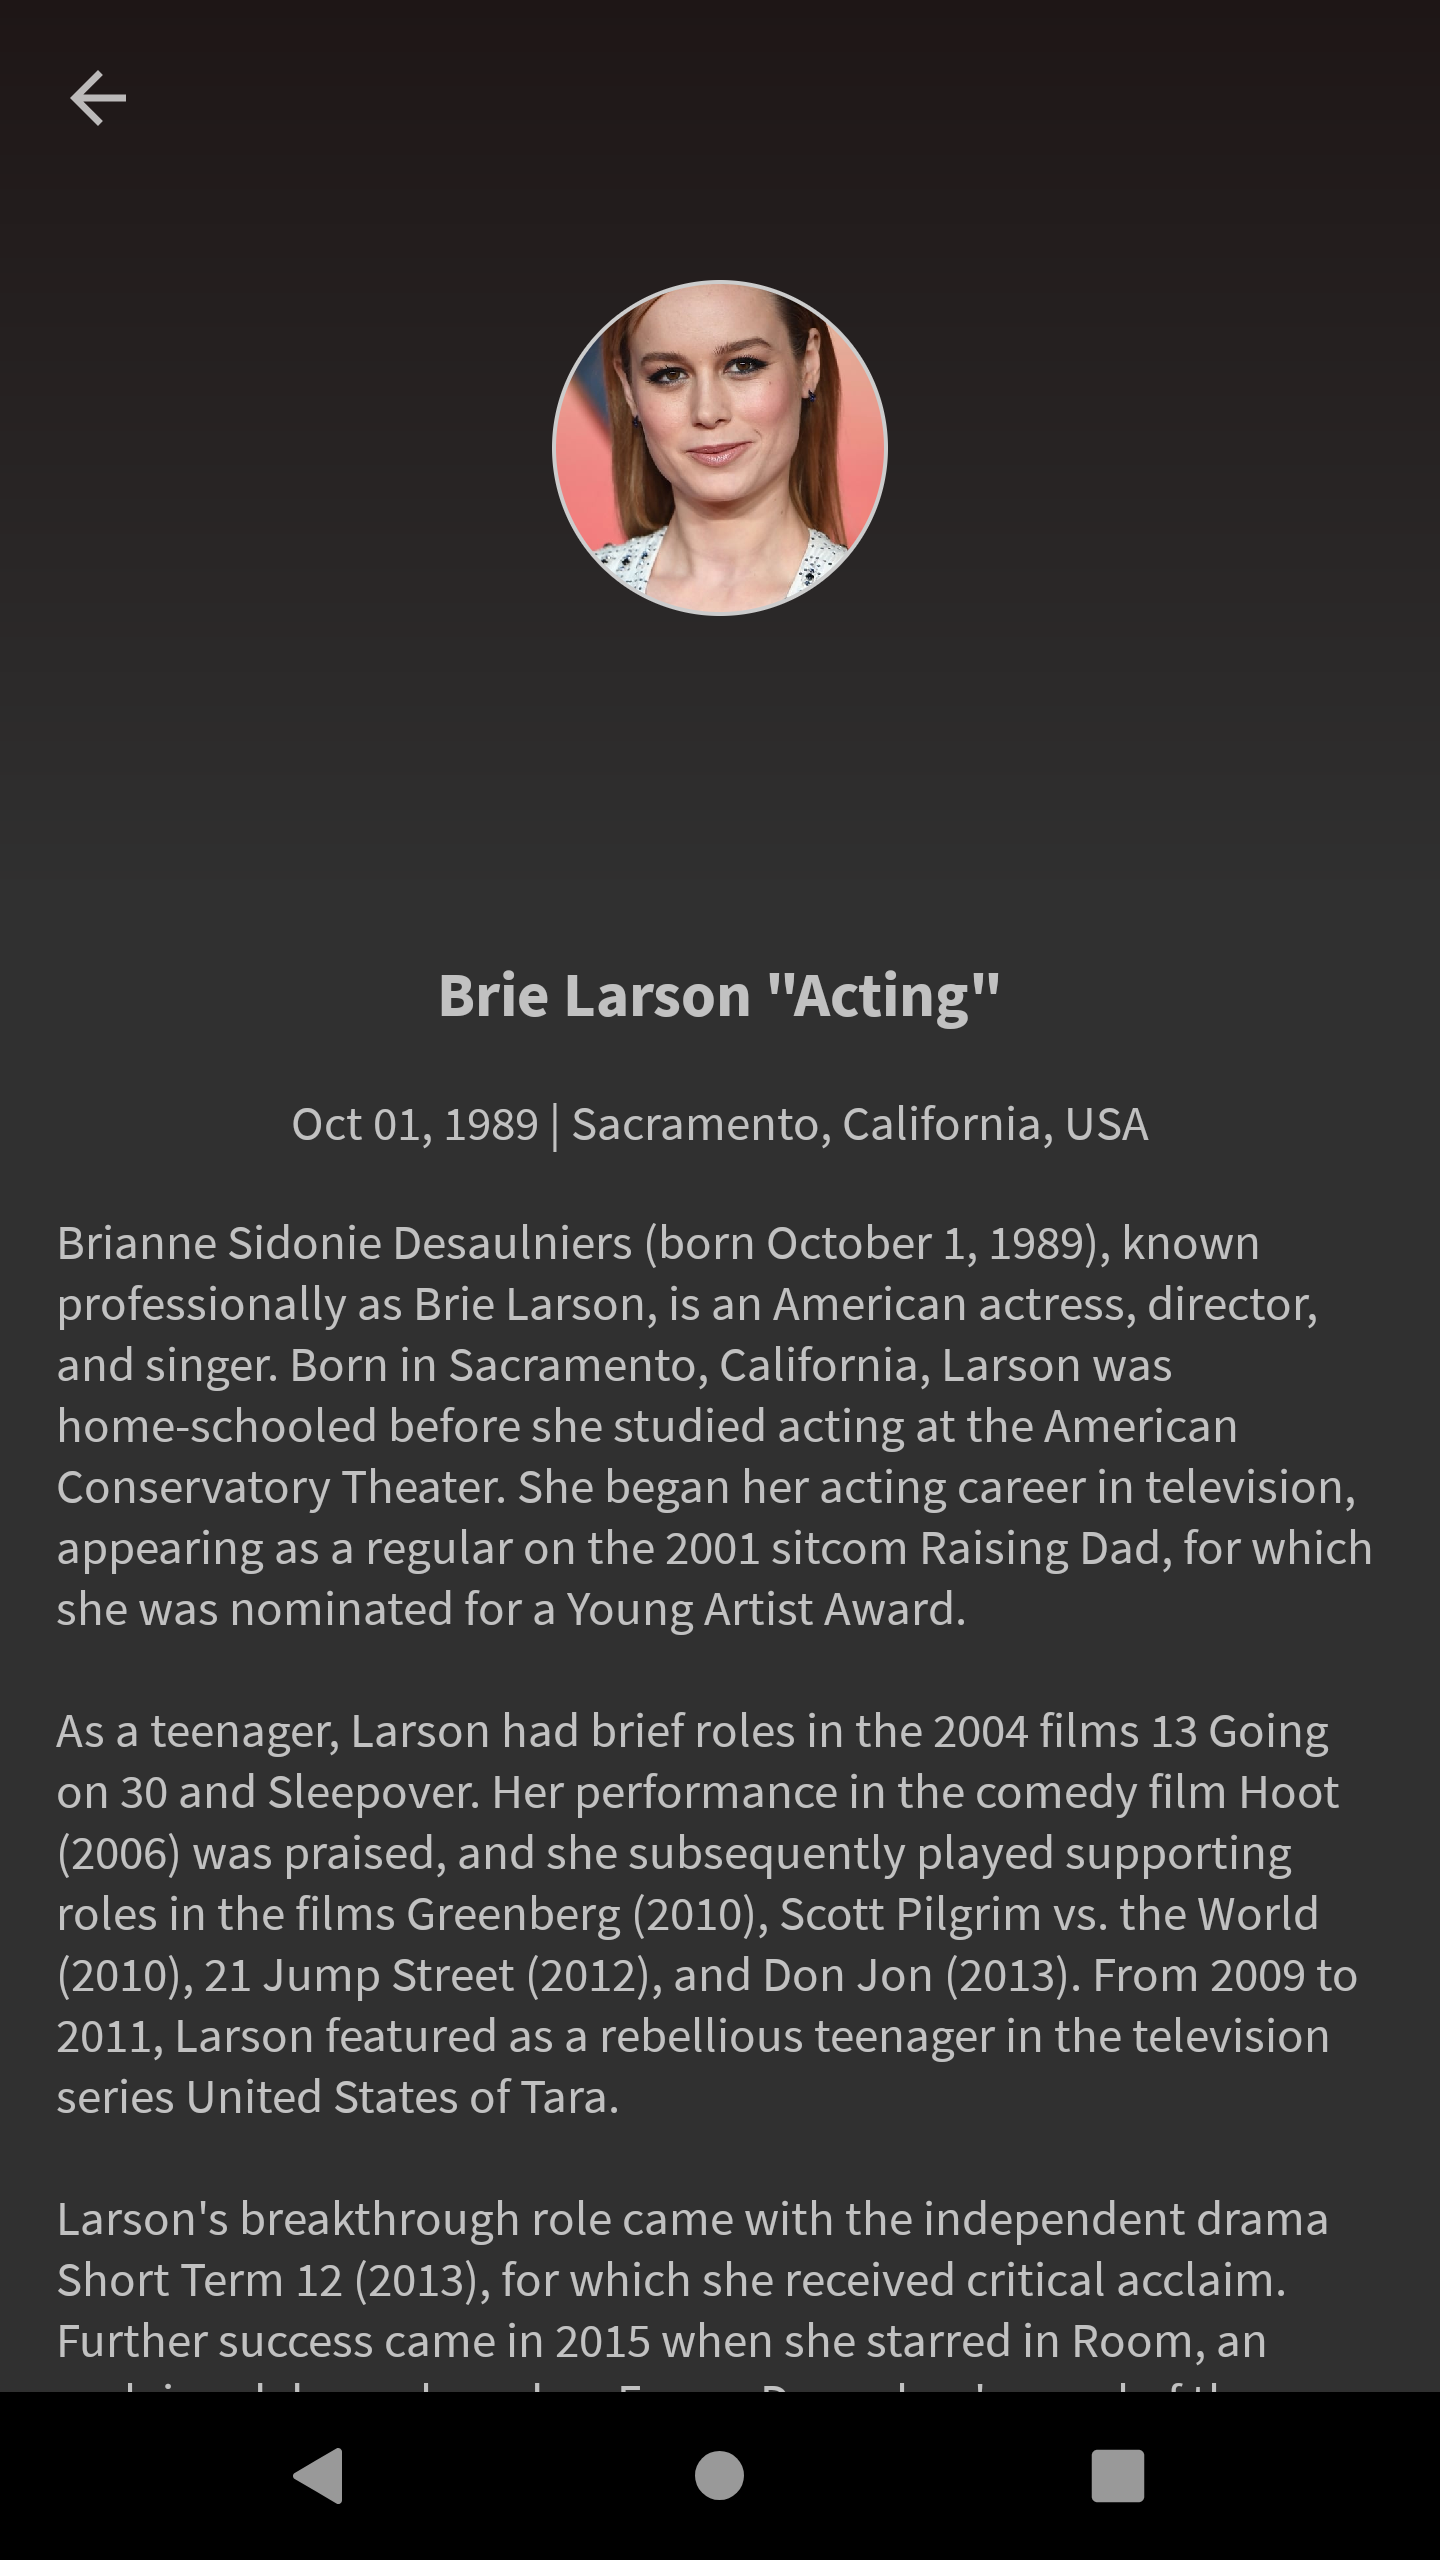 Brie Larson "Acting"
Oct 01, 1989 | Sacramento, California, USA
Brianne Sidonie Desaulniers (born October 1, 1989), known
professionally as Brie Larson, is an American actress, director,
and singer. Born in Sacramento, California, Larson was
home-schooled before she studied acting at the American
Conservatory Theater. She began her acting career in television,
appearing as a regular on the 2001 sitcom Raising Dad, for which
she was nominated for a Young Artist Award.
As a teenager, Larson had brief roles in the 2004 films 13 Going
on 30 and Sleepover. Her performance in the comedy film Hoot
(2006) was praised, and she subsequently played supporting
roles in the films Greenberg (2010), Scott Pilgrim vs. the World
(2010), 21 Jump Street (2012), and Don Jon (2013). From 2009 to
2011, Larson featured as a rebellious teenager in the television
series United States of Tara.
Larson's breakthrough role came with the independent drama
Short Term 12 (2013), for which she received critical acclaim.
Further success came in 2015 when she starred in Room, an